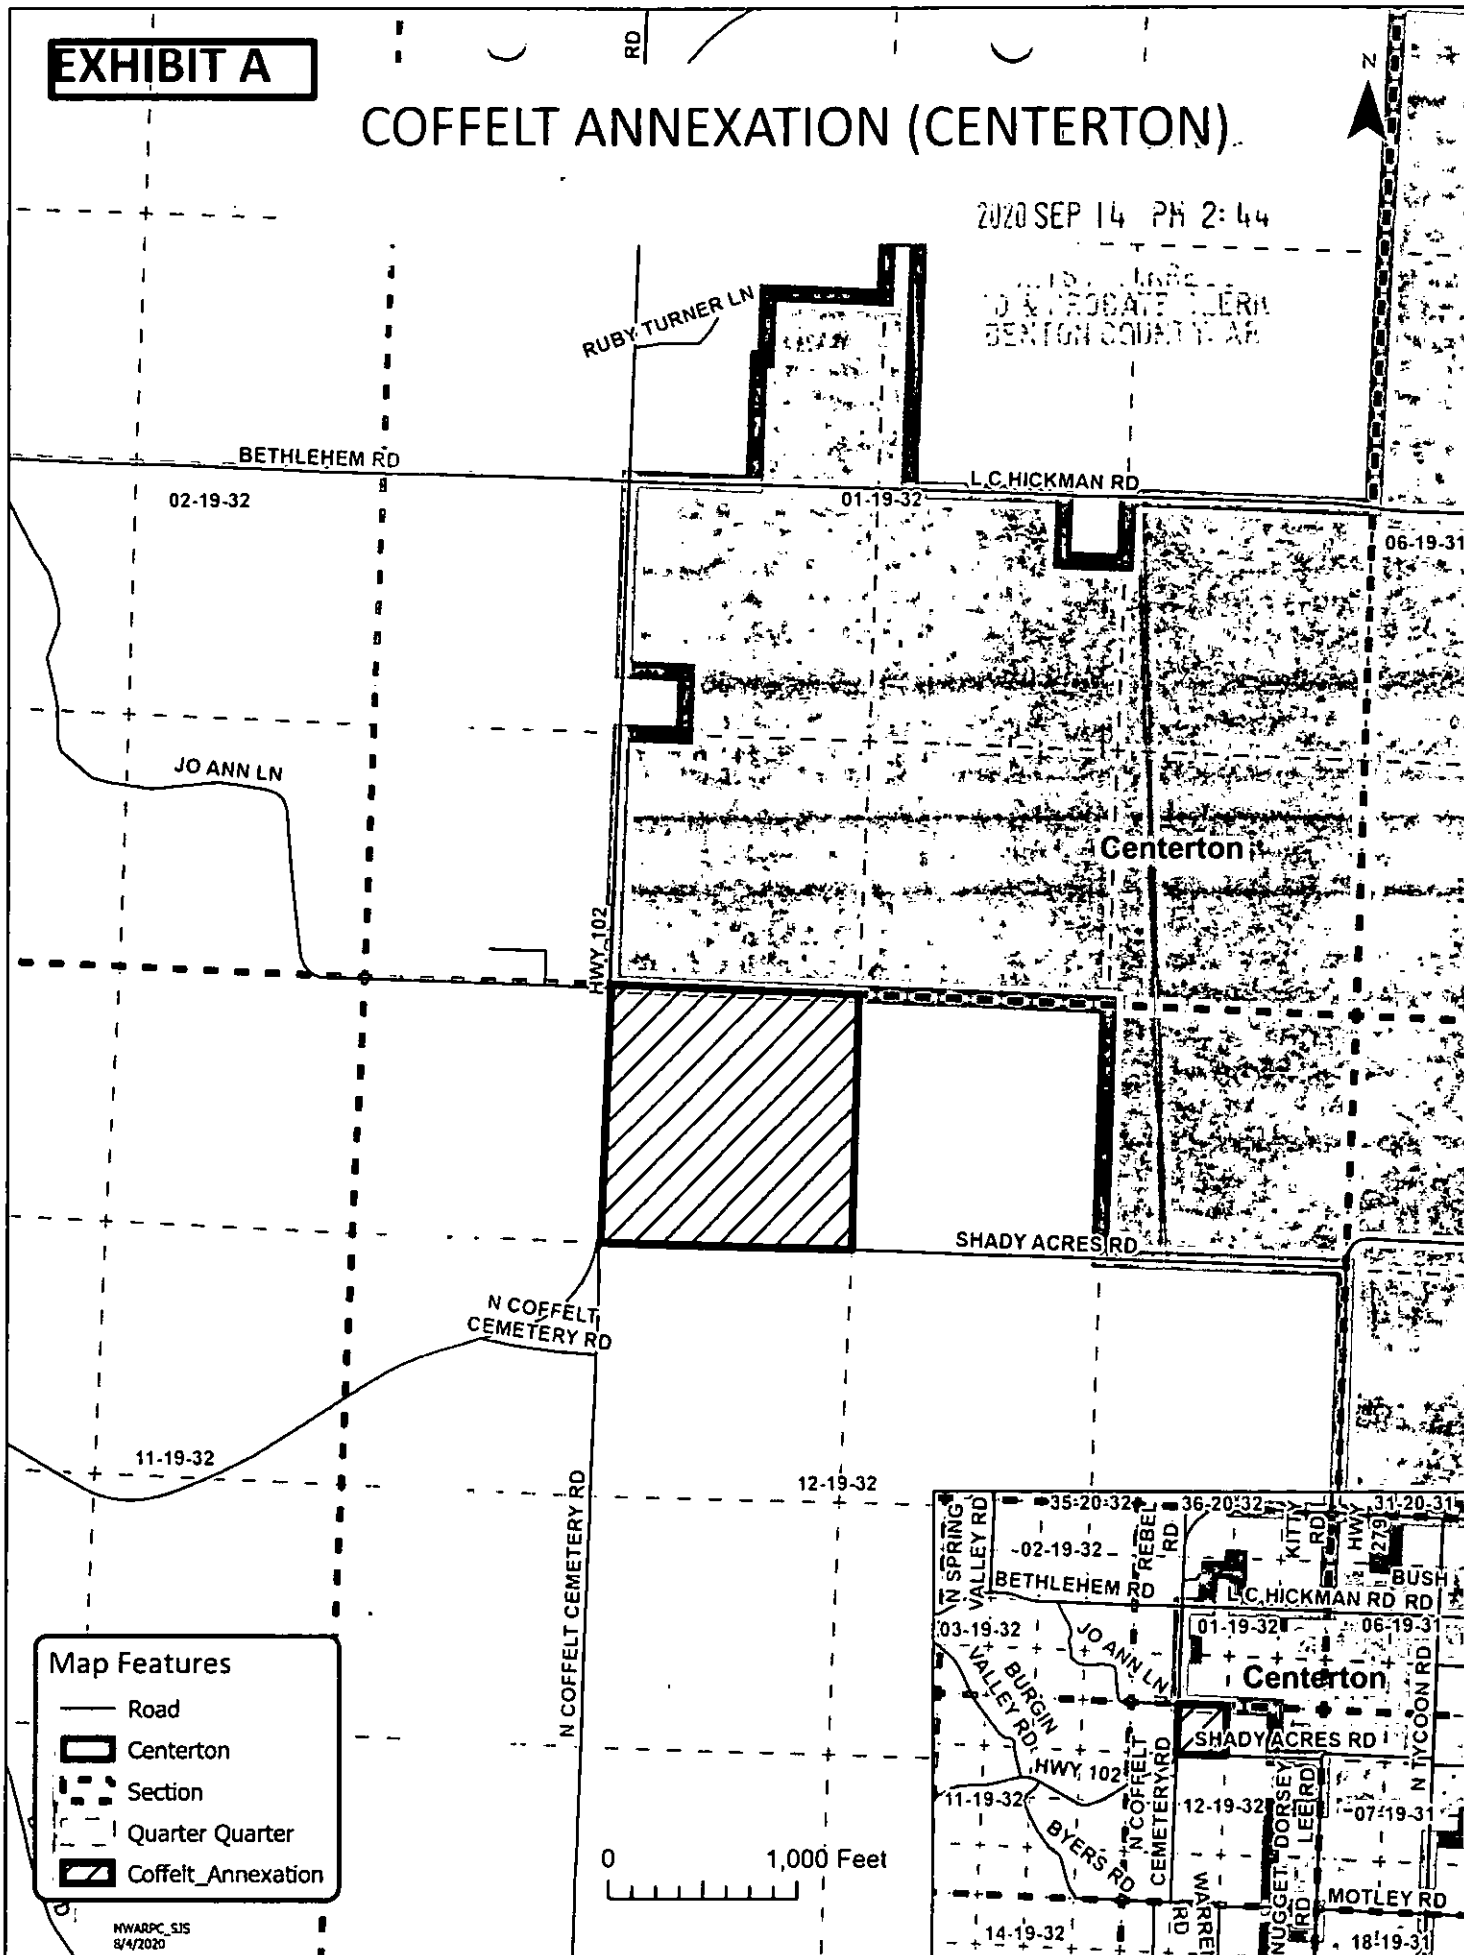 EXHIBIT A
RD
COFFELT ANNEXATION (CENTERTON)
N
2020 SEP 14 PM 2:44
CLERK
BENTON COUNTY, AR
RUBY TURNER LN
BETHLEHEM RD
L C HICKMAN RD
02-19-32
01-19-32
06-19-31
JO ANN LN
Centerton
HWY 102
SHADY ACRES RD
N COFFELT
CEMETERY RD
11-19-32
12-19-32
N COFFELT CEMETERY RD
Map Features
Road
Centerton
Section
Quarter Quarter
Coffelt_Annexation
NWARPC_SJS
8/4/2020
0 1,000 Feet
35-20-32
36-20-32
31-20-31
N SPRING
VALLEY RD
02-19-32
REBEL
RD
KITTY
RD
HWY
279
BUSH
RD
BETHLEHEM RD
L C HICKMAN RD
03-19-32
01-19-32
06-19-31
JO ANN LN
BURGIN
VALLEY RD
Centerton
N TYCOON RD
SHADY ACRES RD
HWY 102
N COFFELT
CEMETERY RD
11-19-32
12-19-32
DORSEY
LEE RD
07-19-31
BYERS RD
NUGGET
RD
MOTLEY RD
RD
14-19-32
18-19-31